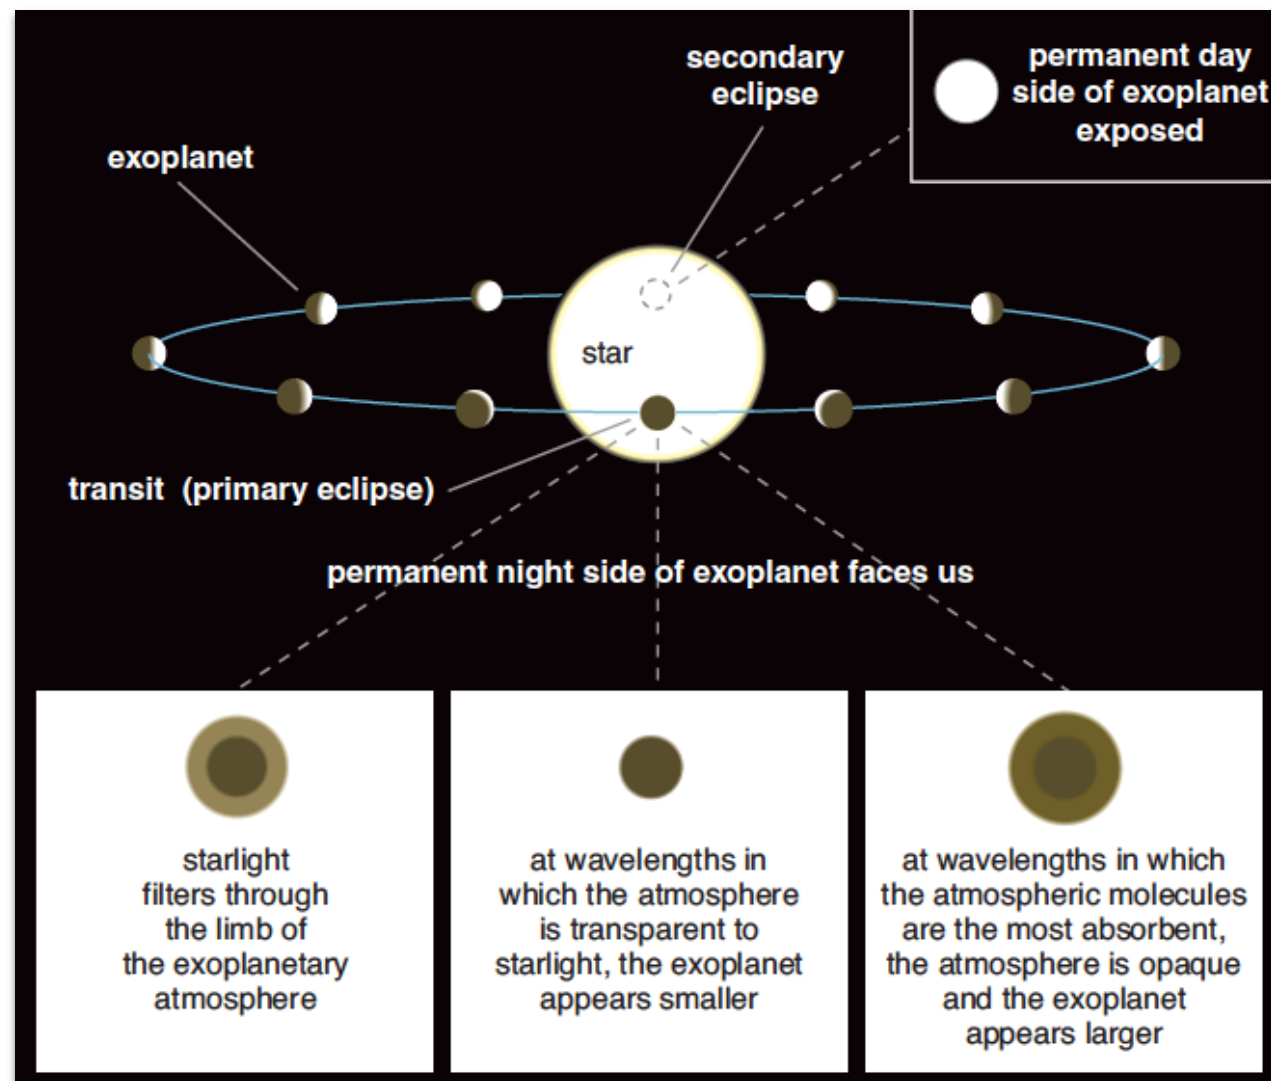 secondary
eclipse
permanent day
side of exoplanet
exposed
exoplanet
star
transit (primary eclipse)
permanent night side of exoplanet faces us
starlight
filters through
the limb of
the exoplanetary
atmosphere
at wavelengths in
which the atmosphere
is transparent to
starlight, the exoplanet
appears smaller
at wavelengths in which
the atmospheric molecules
are the most absorbent,
the atmosphere is opaque
and the exoplanet
appears larger